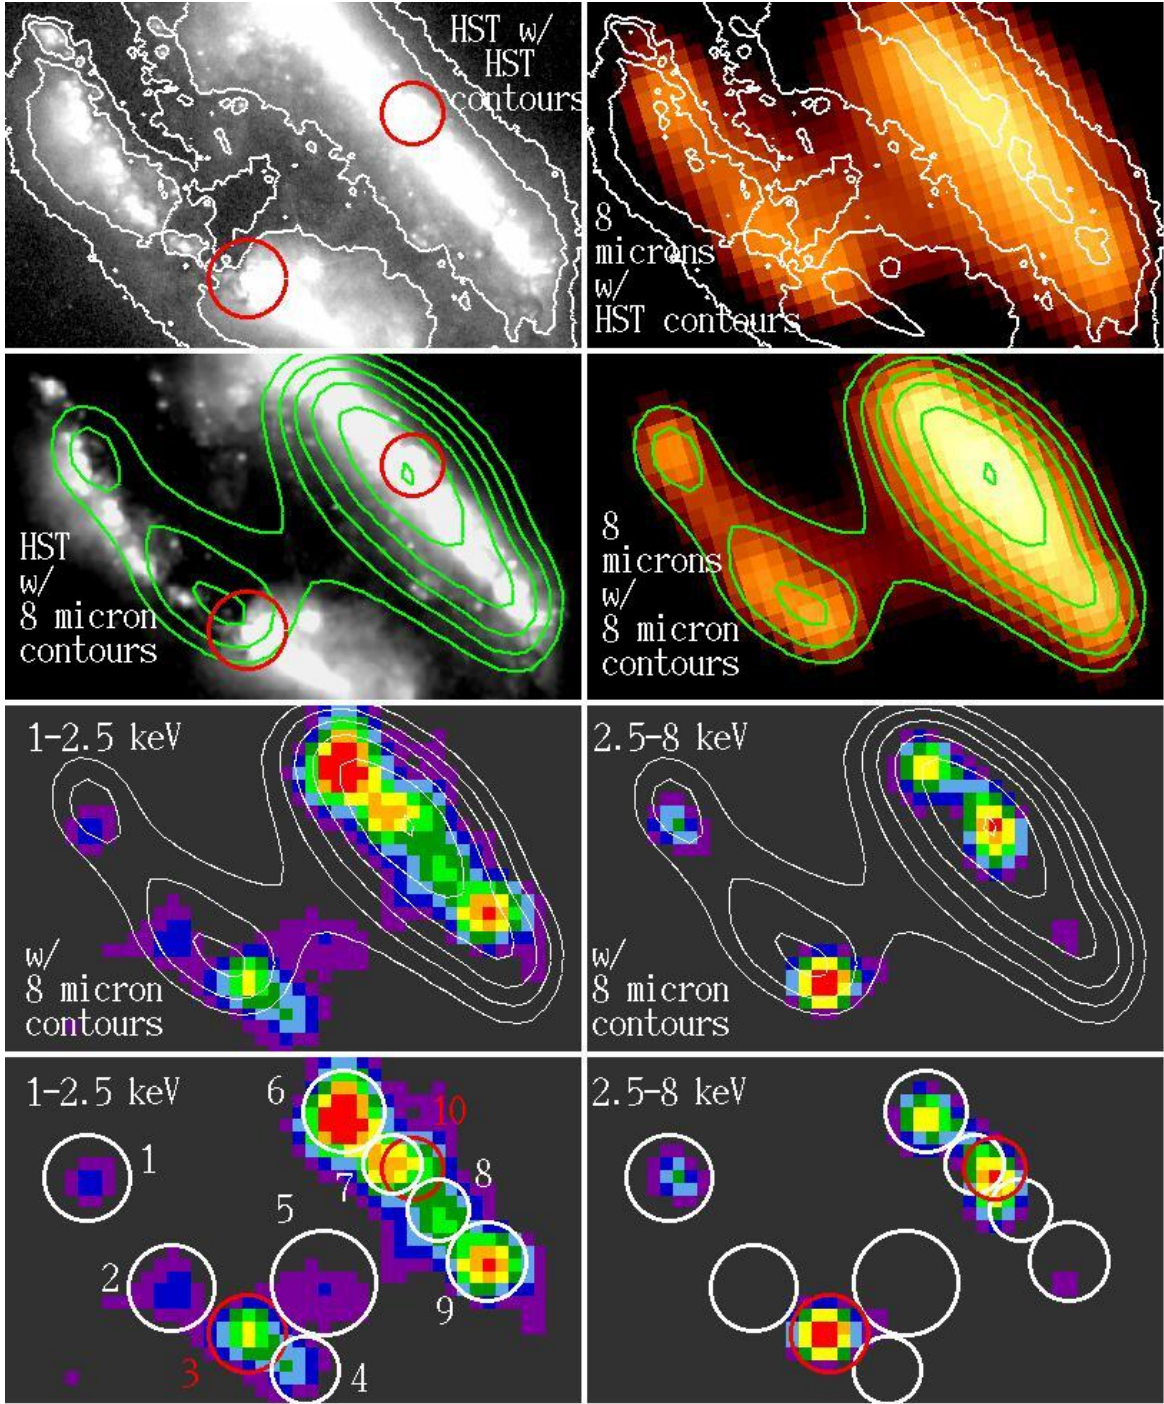 HST w/
HST
contours
8
microns
w/
HST contours
HST
w/
8 micron
contours
8
microns
w/
8 micron
contours
1-2.5 keV
w/
8 micron
contours
2.5-8 keV
w/
8 micron
contours
1-2.5 keV
6
10
1
7
8
5
2
9
3
4
2.5-8 keV